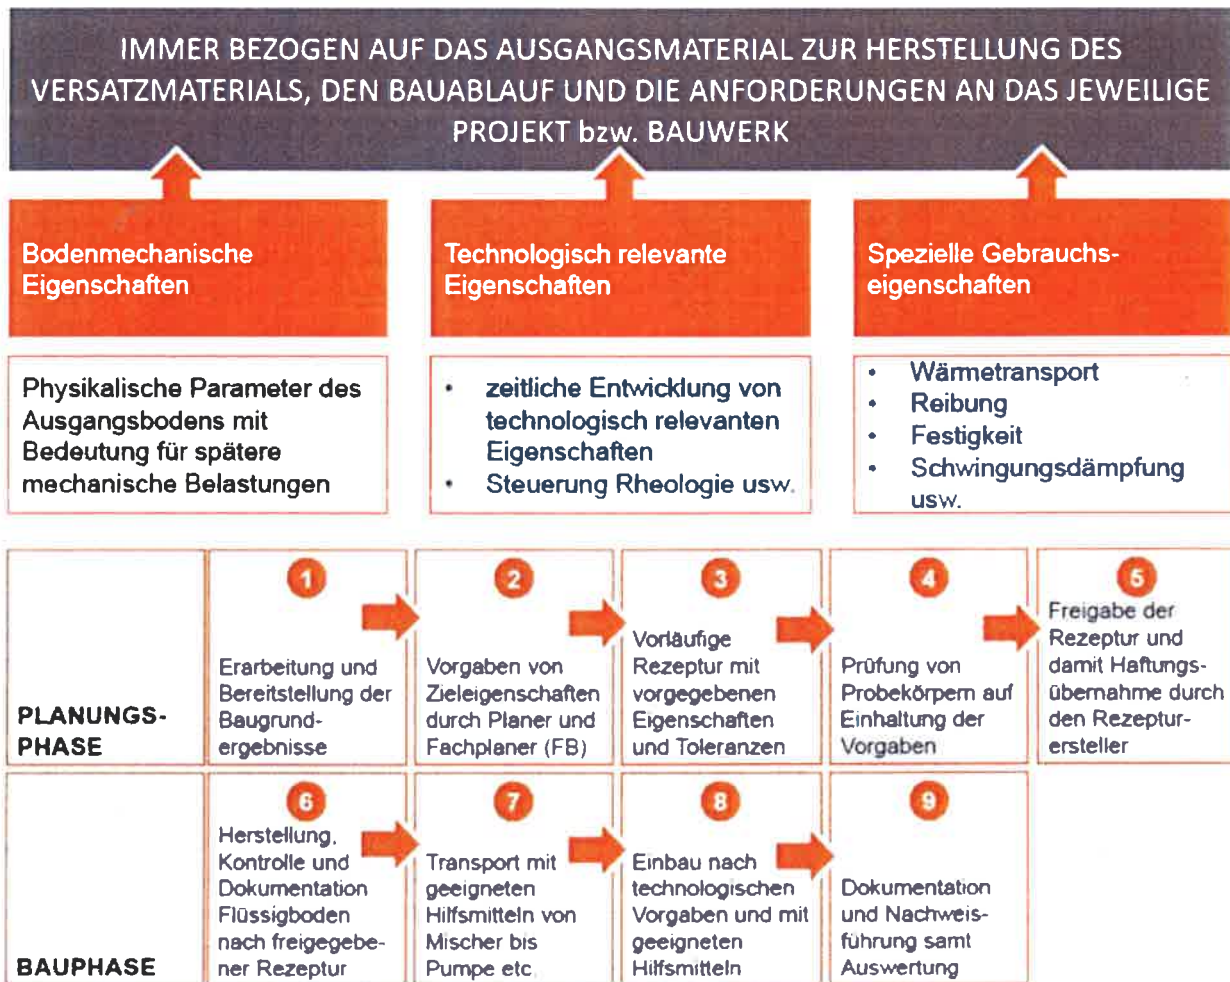 IMMER BEZOGEN AUF DAS AUSGANGSMATERIAL ZUR HERSTELLUNG DES
VERSATZMATERIALS, DEN BAUABLAUF UND DIE ANFORDERUNGEN AN DAS JEWEILIGE
PROJEKT bzw. BAUWERK
Bodenmechanische
Eigenschaften
Technologisch relevante
Eigenschaften
Spezielle Gebrauchs-
eigenschaften
Physikalische Parameter des
Ausgangsbodens mit
Bedeutung für spätere
mechanische Belastungen
• zeitliche Entwicklung von
technologisch relevanten
Eigenschaften
• Steuerung Rheologie usw.
• Wärmetransport
• Reibung
• Festigkeit
• Schwingungsdämpfung
usw.
PLANUNGS-
PHASE
1
Erarbeitung und
Bereitstellung der
Baugrund-
ergebnisse
2
Vorgaben von
Zieleigenschaften
durch Planer und
Fachplaner (FB)
3
Vorläufige
Rezeptur mit
vorgegebenen
Eigenschaften
und Toleranzen
4
Prüfung von
Probekörpern auf
Einhaltung der
Vorgaben
5
Freigabe der
Rezeptur und
damit Haftungs-
übernahme durch
den Rezeptur-
ersteller
BAUPHASE
6
Herstellung,
Kontrolle und
Dokumentation
Flüssigboden
nach freigegebe-
ner Rezeptur
7
Transport mit
geeigneten
Hilfsmitteln von
Mischer bis
Pumpe etc.
8
Einbau nach
technologischen
Vorgaben und mit
geeigneten
Hilfsmitteln
9
Dokumentation
und Nachweis-
führung samt
Auswertung